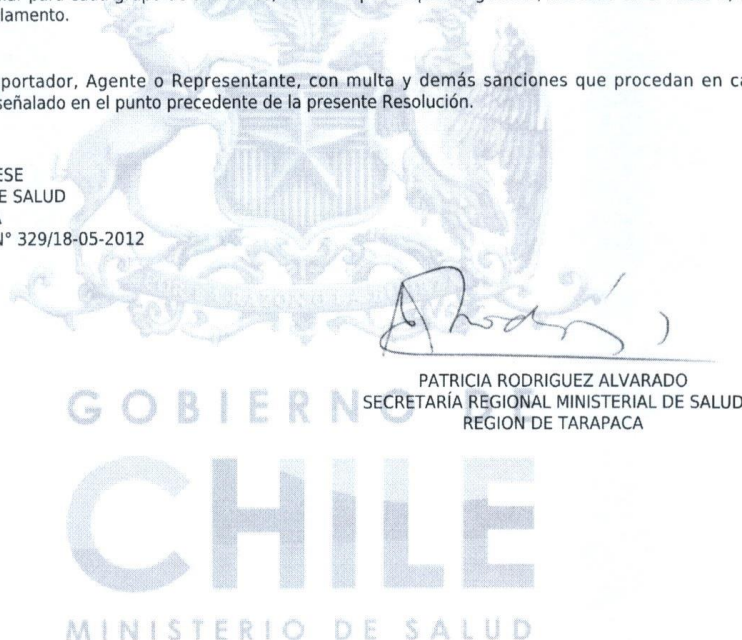 lamento.
portador, Agente o Representante, con multa y demás sanciones que procedan en
señalado en el punto precedente de la presente Resolución.
ESE
E SALUD
N° 329/18-05-2012
PATRICIA RODRIGUEZ ALVARADO
SECRETARÍA REGIONAL MINISTERIAL DE SALUD
REGION DE TARAPACA
GOBIERNO DE
CHILE
MINISTERIO DE SALUD